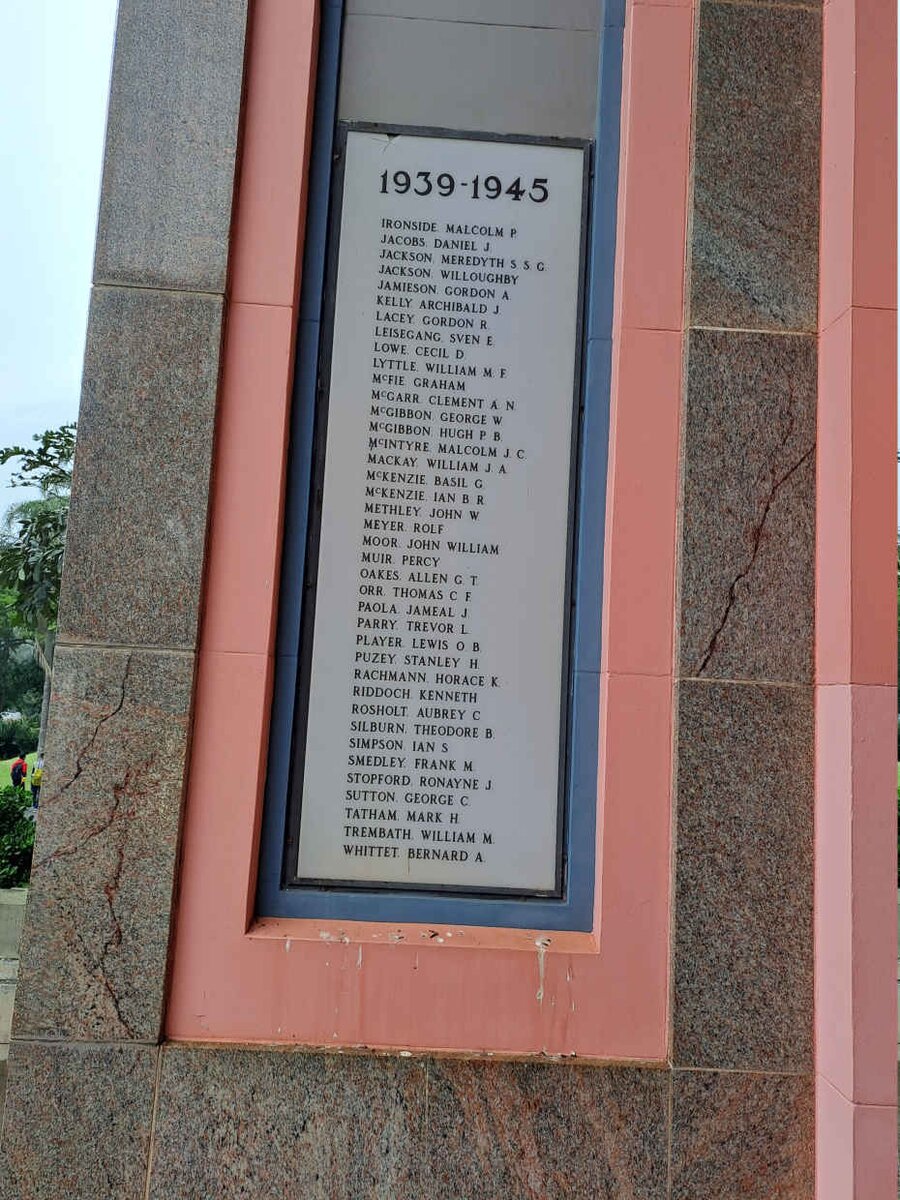 1939-1945
IRONSIDE. MALCOLM P.
JACOBS. DANIEL J.
JACKSON. MEREDYTH S. S. G.
JACKSON. WILLOUGHBY
JAMIESON. GORDON A.
KELLY. ARCHIBALD J.
LACEY. GORDON R.
LEISEGANG. SVEN E.
LOWE. CECIL D.
LYTTLE. WILLIAM M. F.
McFIE. GRAHAM
McGARR. CLEMENT A. N.
McGIBBON. GEORGE W.
McGIBBON. HUGH P. B.
McINTYRE. MALCOLM J. C.
MACKAY. WILLIAM J. A.
McKENZIE. BASIL G.
McKENZIE. IAN B. R.
METHLEY. JOHN W.
MEYER. ROLF
MOOR. JOHN WILLIAM
MUIR. PERCY
OAKES. ALLEN G. T.
ORR. THOMAS C. F.
PAOLA. JAMEAL J.
PARRY. TREVOR L.
PLAYER. LEWIS O. B.
PUZEY. STANLEY H.
RACHMANN. HORACE K.
RIDDOCH. KENNETH
ROSHOLT. AUBREY C.
SILBURN. THEODORE B.
SIMPSON. IAN S.
SMEDLEY. FRANK M.
STOPFORD. RONAYNE J.
SUTTON. GEORGE C.
TATHAM. MARK H.
TREMBATH. WILLIAM M.
WHITTET. BERNARD A.